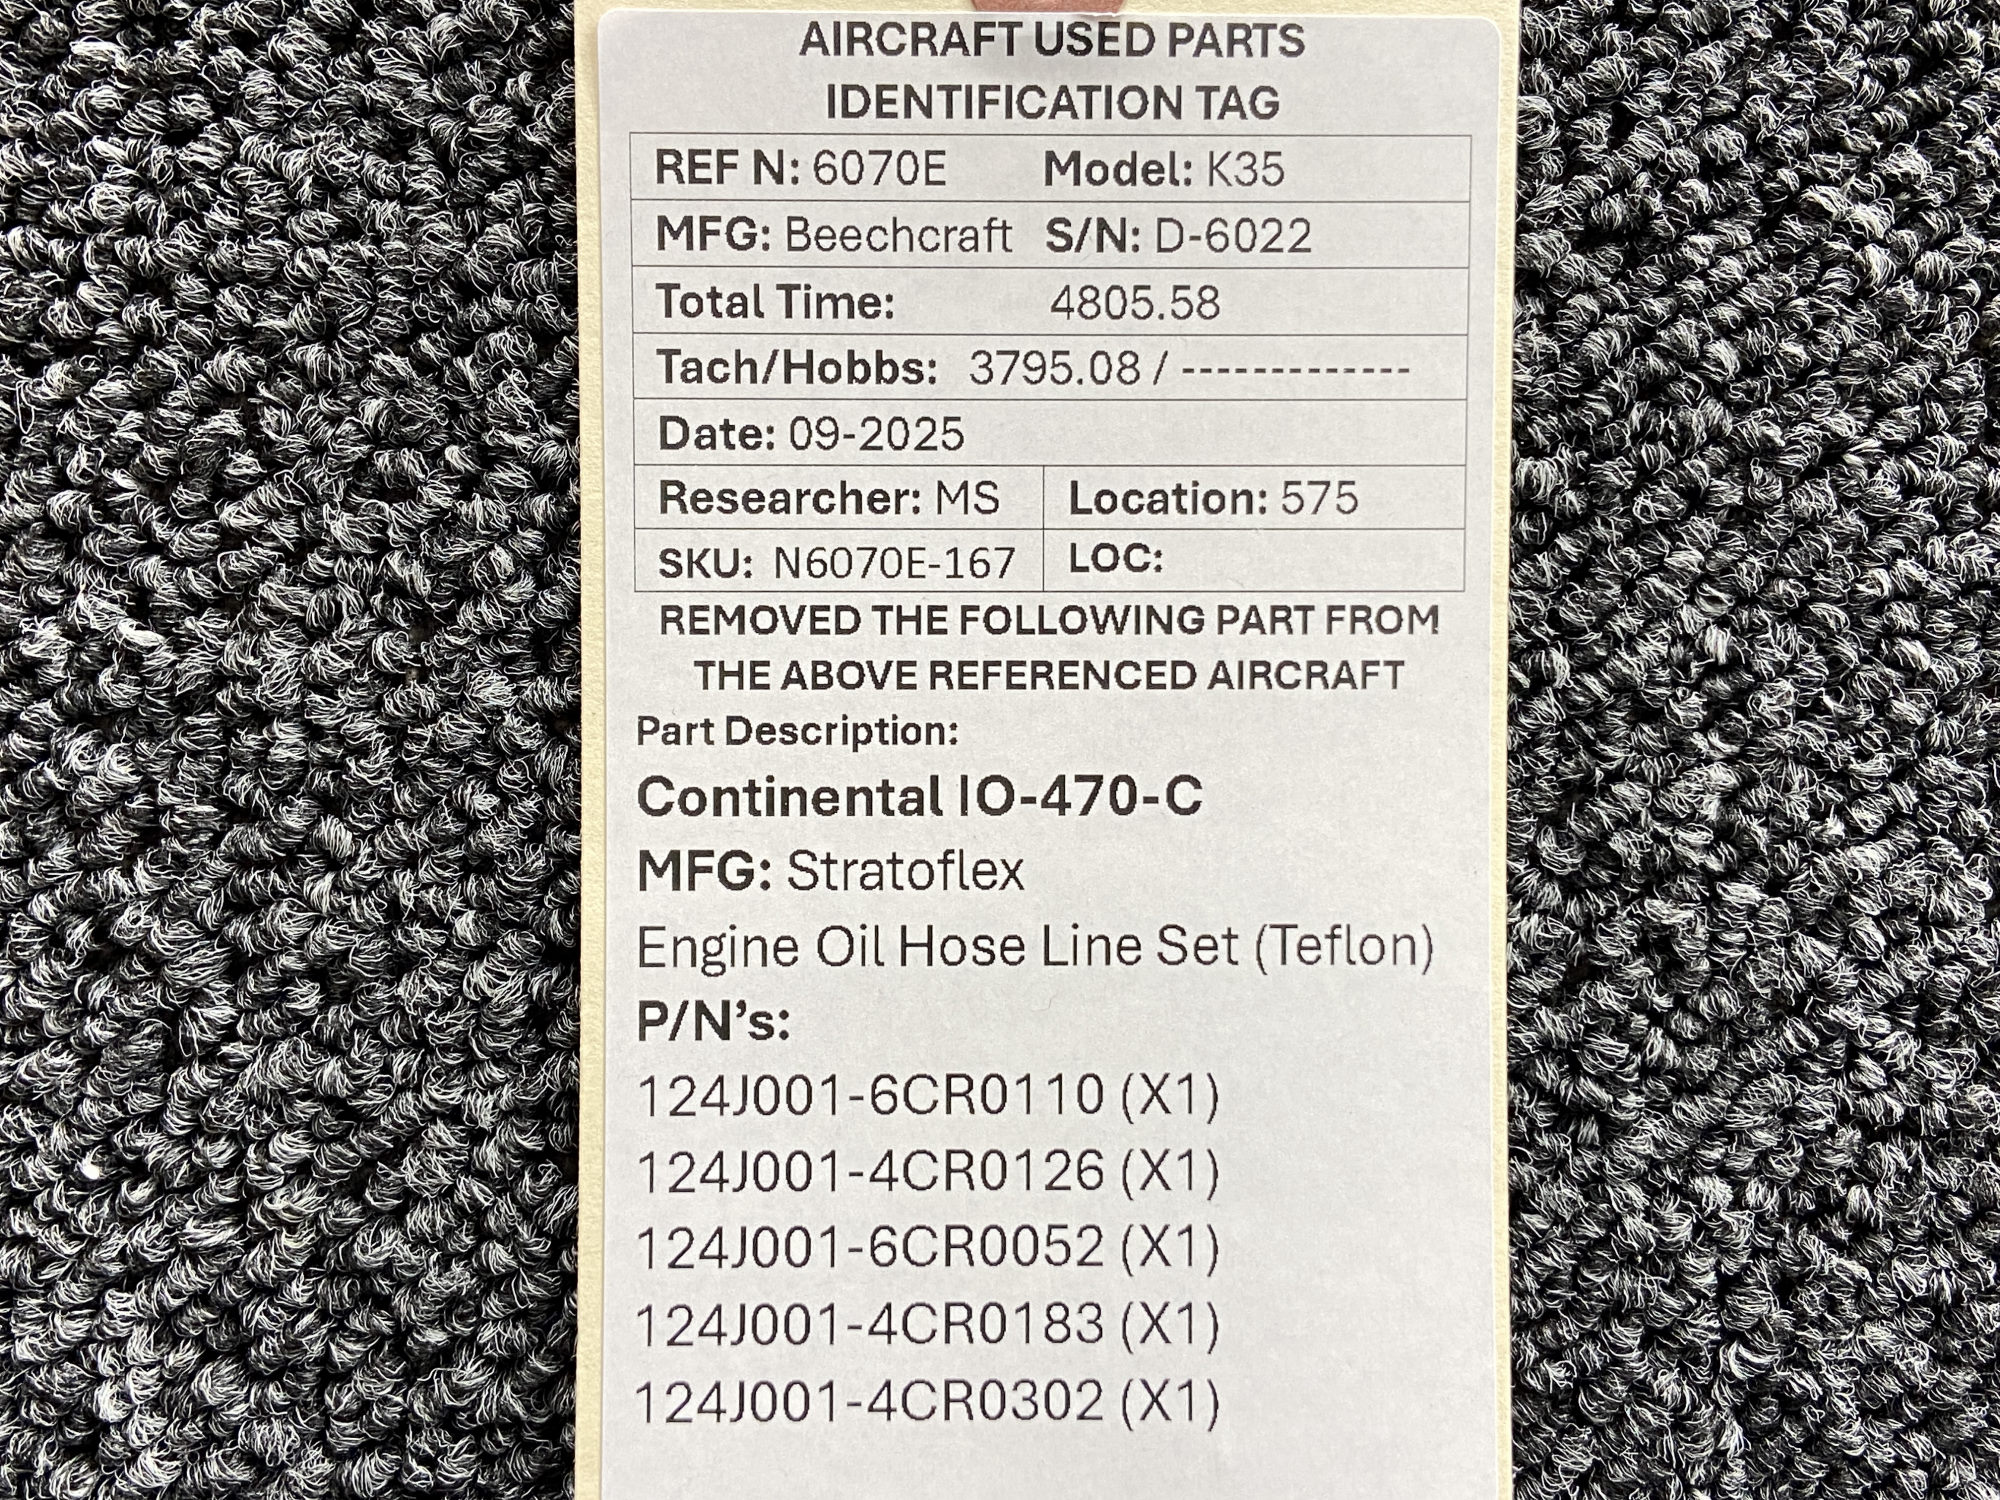 AIRCRAFT USED PARTS
IDENTIFICATION TAG
REF N: 6070E Model: K35
MFG: Beechcraft S/N: D-6022
Total Time: 4805.58
Tach/Hobbs: 3795.08 / -------------
Date: 09-2025
Researcher: MS Location: 575
SKU: N6070E-167 LOC:
REMOVED THE FOLLOWING PART FROM
THE ABOVE REFERENCED AIRCRAFT
Part Description:
Continental IO-470-C
MFG: Stratoflex
Engine Oil Hose Line Set (Teflon)
P/N’s:
124J001-6CR0110 (X1)
124J001-4CR0126 (X1)
124J001-6CR0052 (X1)
124J001-4CR0183 (X1)
124J001-4CR0302 (X1)